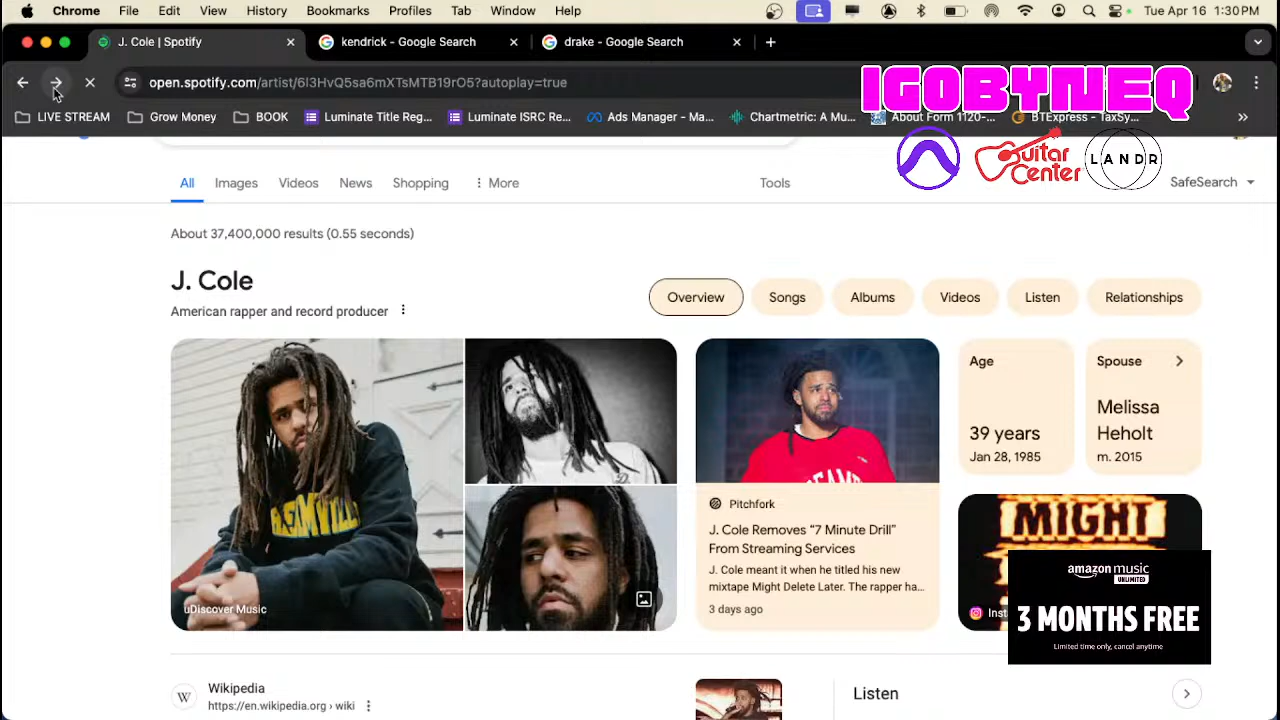 Chrome File Edit View History Bookmarks Profiles Tab Window Help Tue Apr 16 1:30 PM
J. Cole | Spotify
kendrick - Google Search
drake - Google Search
open.spotify.com/artist/6l3HvQ5sa6mXTsMTB19rO5?autoplay=true
IGOBYNEQ
LIVE STREAM Grow Money BOOK Luminate Title Reg... Luminate ISRC Re... Ads Manager - Ma... Chartmetric: A Mu... About Form 1120-... BTExpress - TaxSy...
Guitar Center
LANDR
All Images Videos News Shopping More Tools SafeSearch
About 37,400,000 results (0.55 seconds)
J. Cole
American rapper and record producer
Overview Songs Albums Videos Listen Relationships
uDiscover Music
Pitchfork
J. Cole Removes “7 Minute Drill”
From Streaming Services
J. Cole meant it when he titled his new
mixtape Might Delete Later. The rapper ha...
3 days ago
Age
39 years
Jan 28, 1985
Spouse
Melissa
Heholt
m. 2015
MIGHT
Inst
amazon music
UNLIMITED
3 MONTHS FREE
Limited time only, cancel anytime
Wikipedia
https://en.wikipedia.org › wiki
Listen